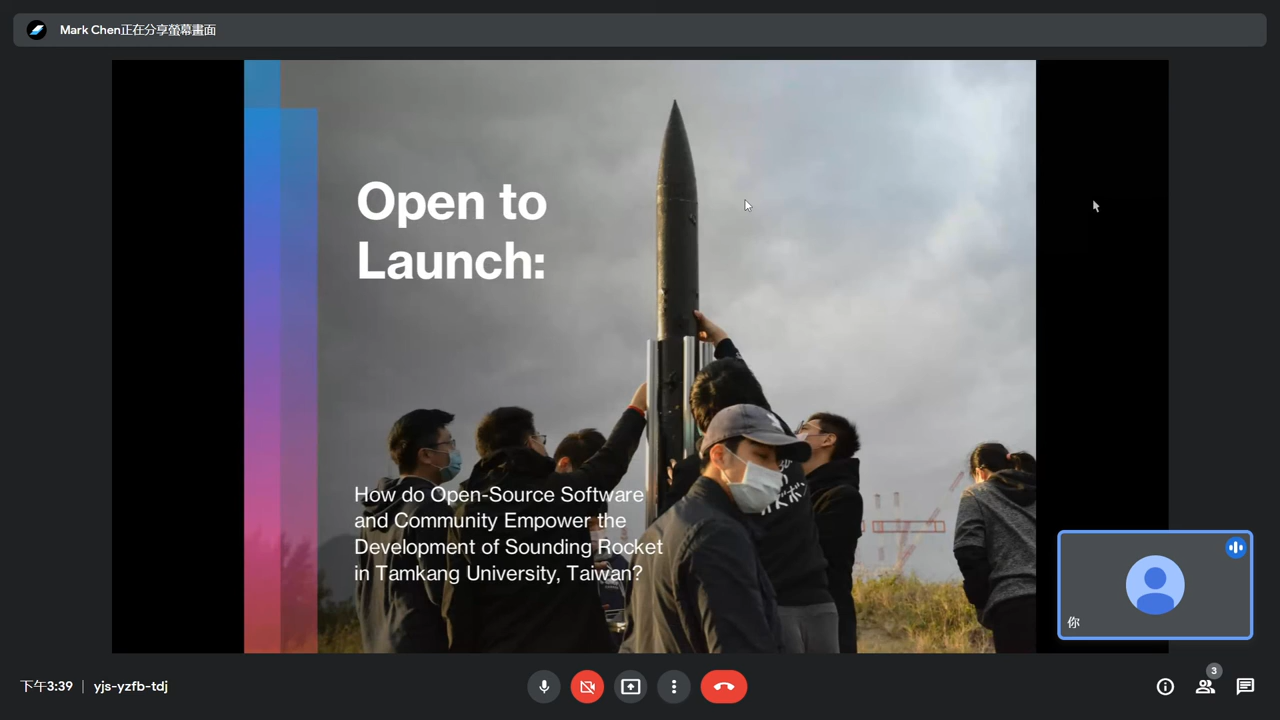 Mark Chen正在分享螢幕畫面
Open to
Launch:
How do Open-Source Software
and Community Empower the
Development of Sounding Rocket
in Tamkang University, Taiwan?
你
3
下午3:39 | yjs-yzfb-tdj